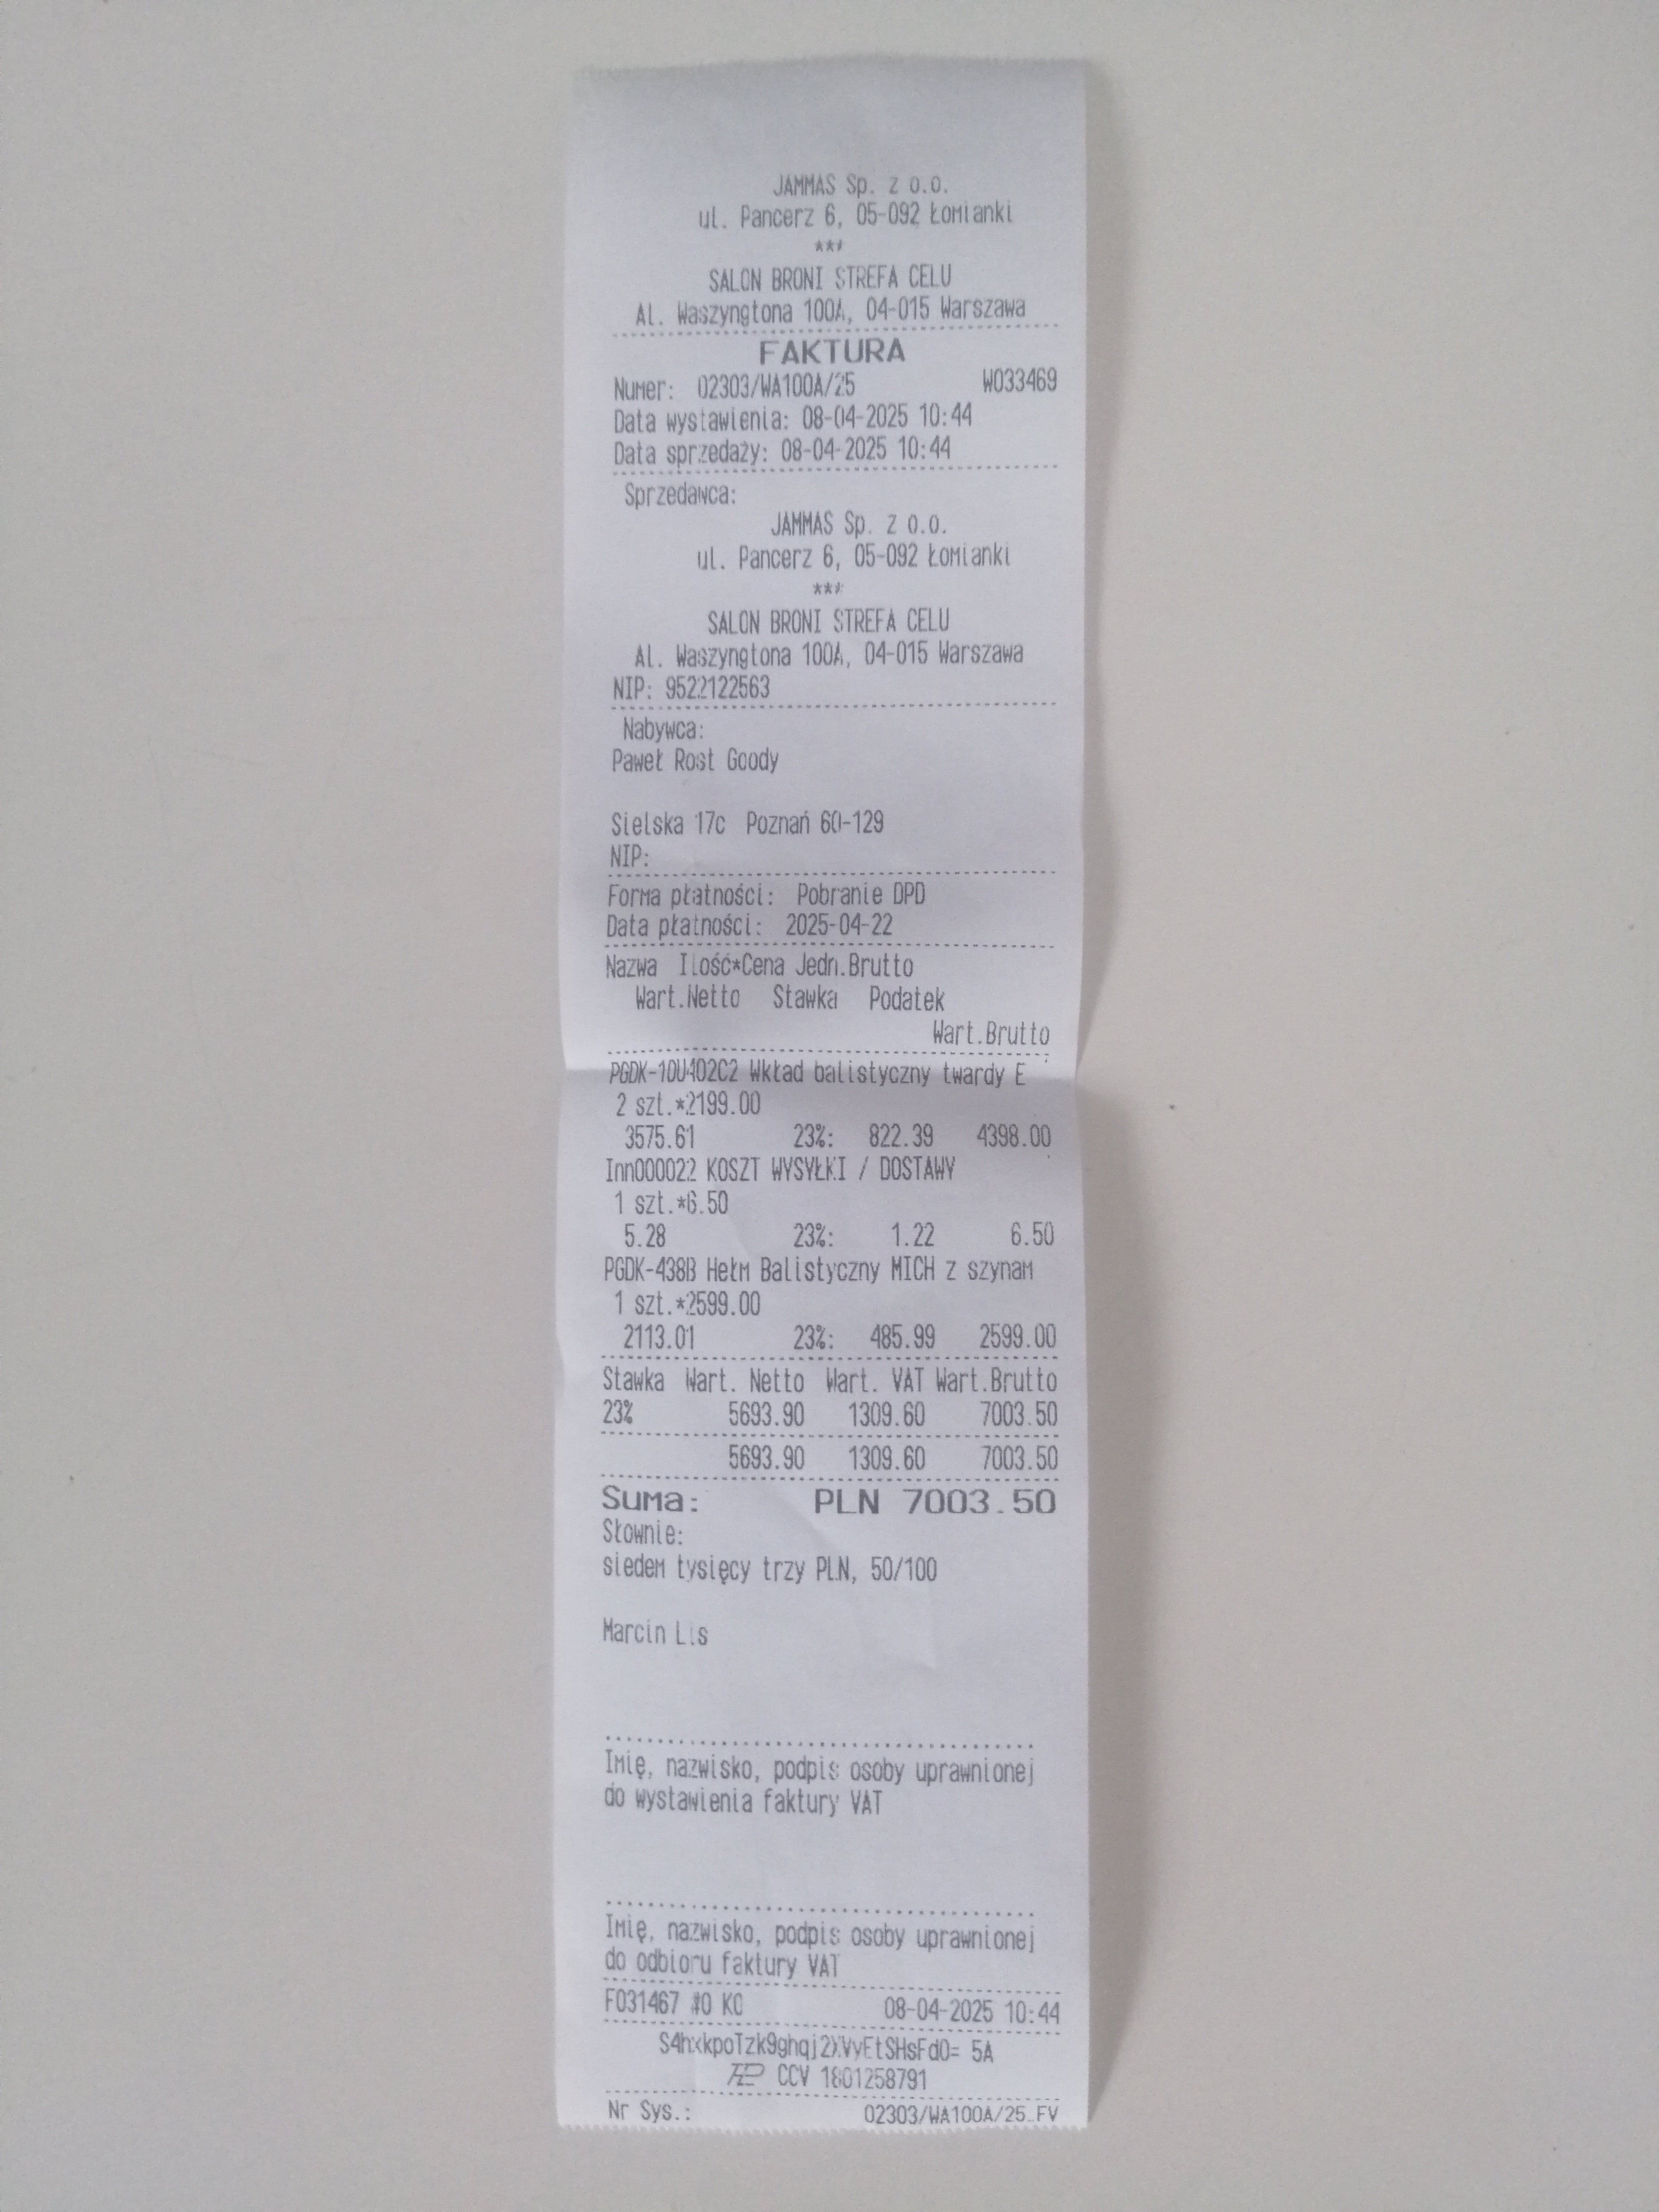 JAMMAS Sp. z o.o.
ul. Pancerz 6, 05-092 Łomianki
***
SALON BRONI STREFA CELU
Al. Waszyngtona 100A, 04-015 Warszawa
FAKTURA
Numer: 02303/WA100A/25 W033469
Data wystawienia: 08-04-2025 10:44
Data sprzedaży: 08-04-2025 10:44
Sprzedawca:
JAMMAS Sp. z o.o.
ul. Pancerz 6, 05-092 Łomianki
***
SALON BRONI STREFA CELU
Al. Waszyngtona 100A, 04-015 Warszawa
NIP: 9522122563
Nabywca:
Paweł Rost Goody
Sielska 17c Poznań 60-129
NIP:
Forma płatności: Pobranie DPD
Data płatności: 2025-04-22
Nazwa Ilość*Cena Jedn.Brutto
Wart.Netto Stawka Podatek
Wart.Brutto
PGDK-10U402C2 Wkład balistyczny twardy E
2 szt.*2199.00
3575.61 23%: 822.39 4398.00
Inn000022 KOSZT WYSYŁKI / DOSTAWY
1 szt.*6.50
5.28 23%: 1.22 6.50
PGDK-438B Hełm Balistyczny MICH z szynam
1 szt.*2599.00
2113.01 23%: 485.99 2599.00
Stawka Wart. Netto Wart. VAT Wart.Brutto
23% 5693.90 1309.60 7003.50
5693.90 1309.60 7003.50
Suma: PLN 7003.50
Słownie:
siedem tysięcy trzy PLN, 50/100
Marcin Lis
Imię, nazwisko, podpis osoby uprawnionej
do wystawienia faktury VAT
Imię, nazwisko, podpis osoby uprawnionej
do odbioru faktury VAT
F031467 #0 KO 08-04-2025 10:44
5A
CCV 1801258791
Nr Sys.: 02303/WA100A/25_FV